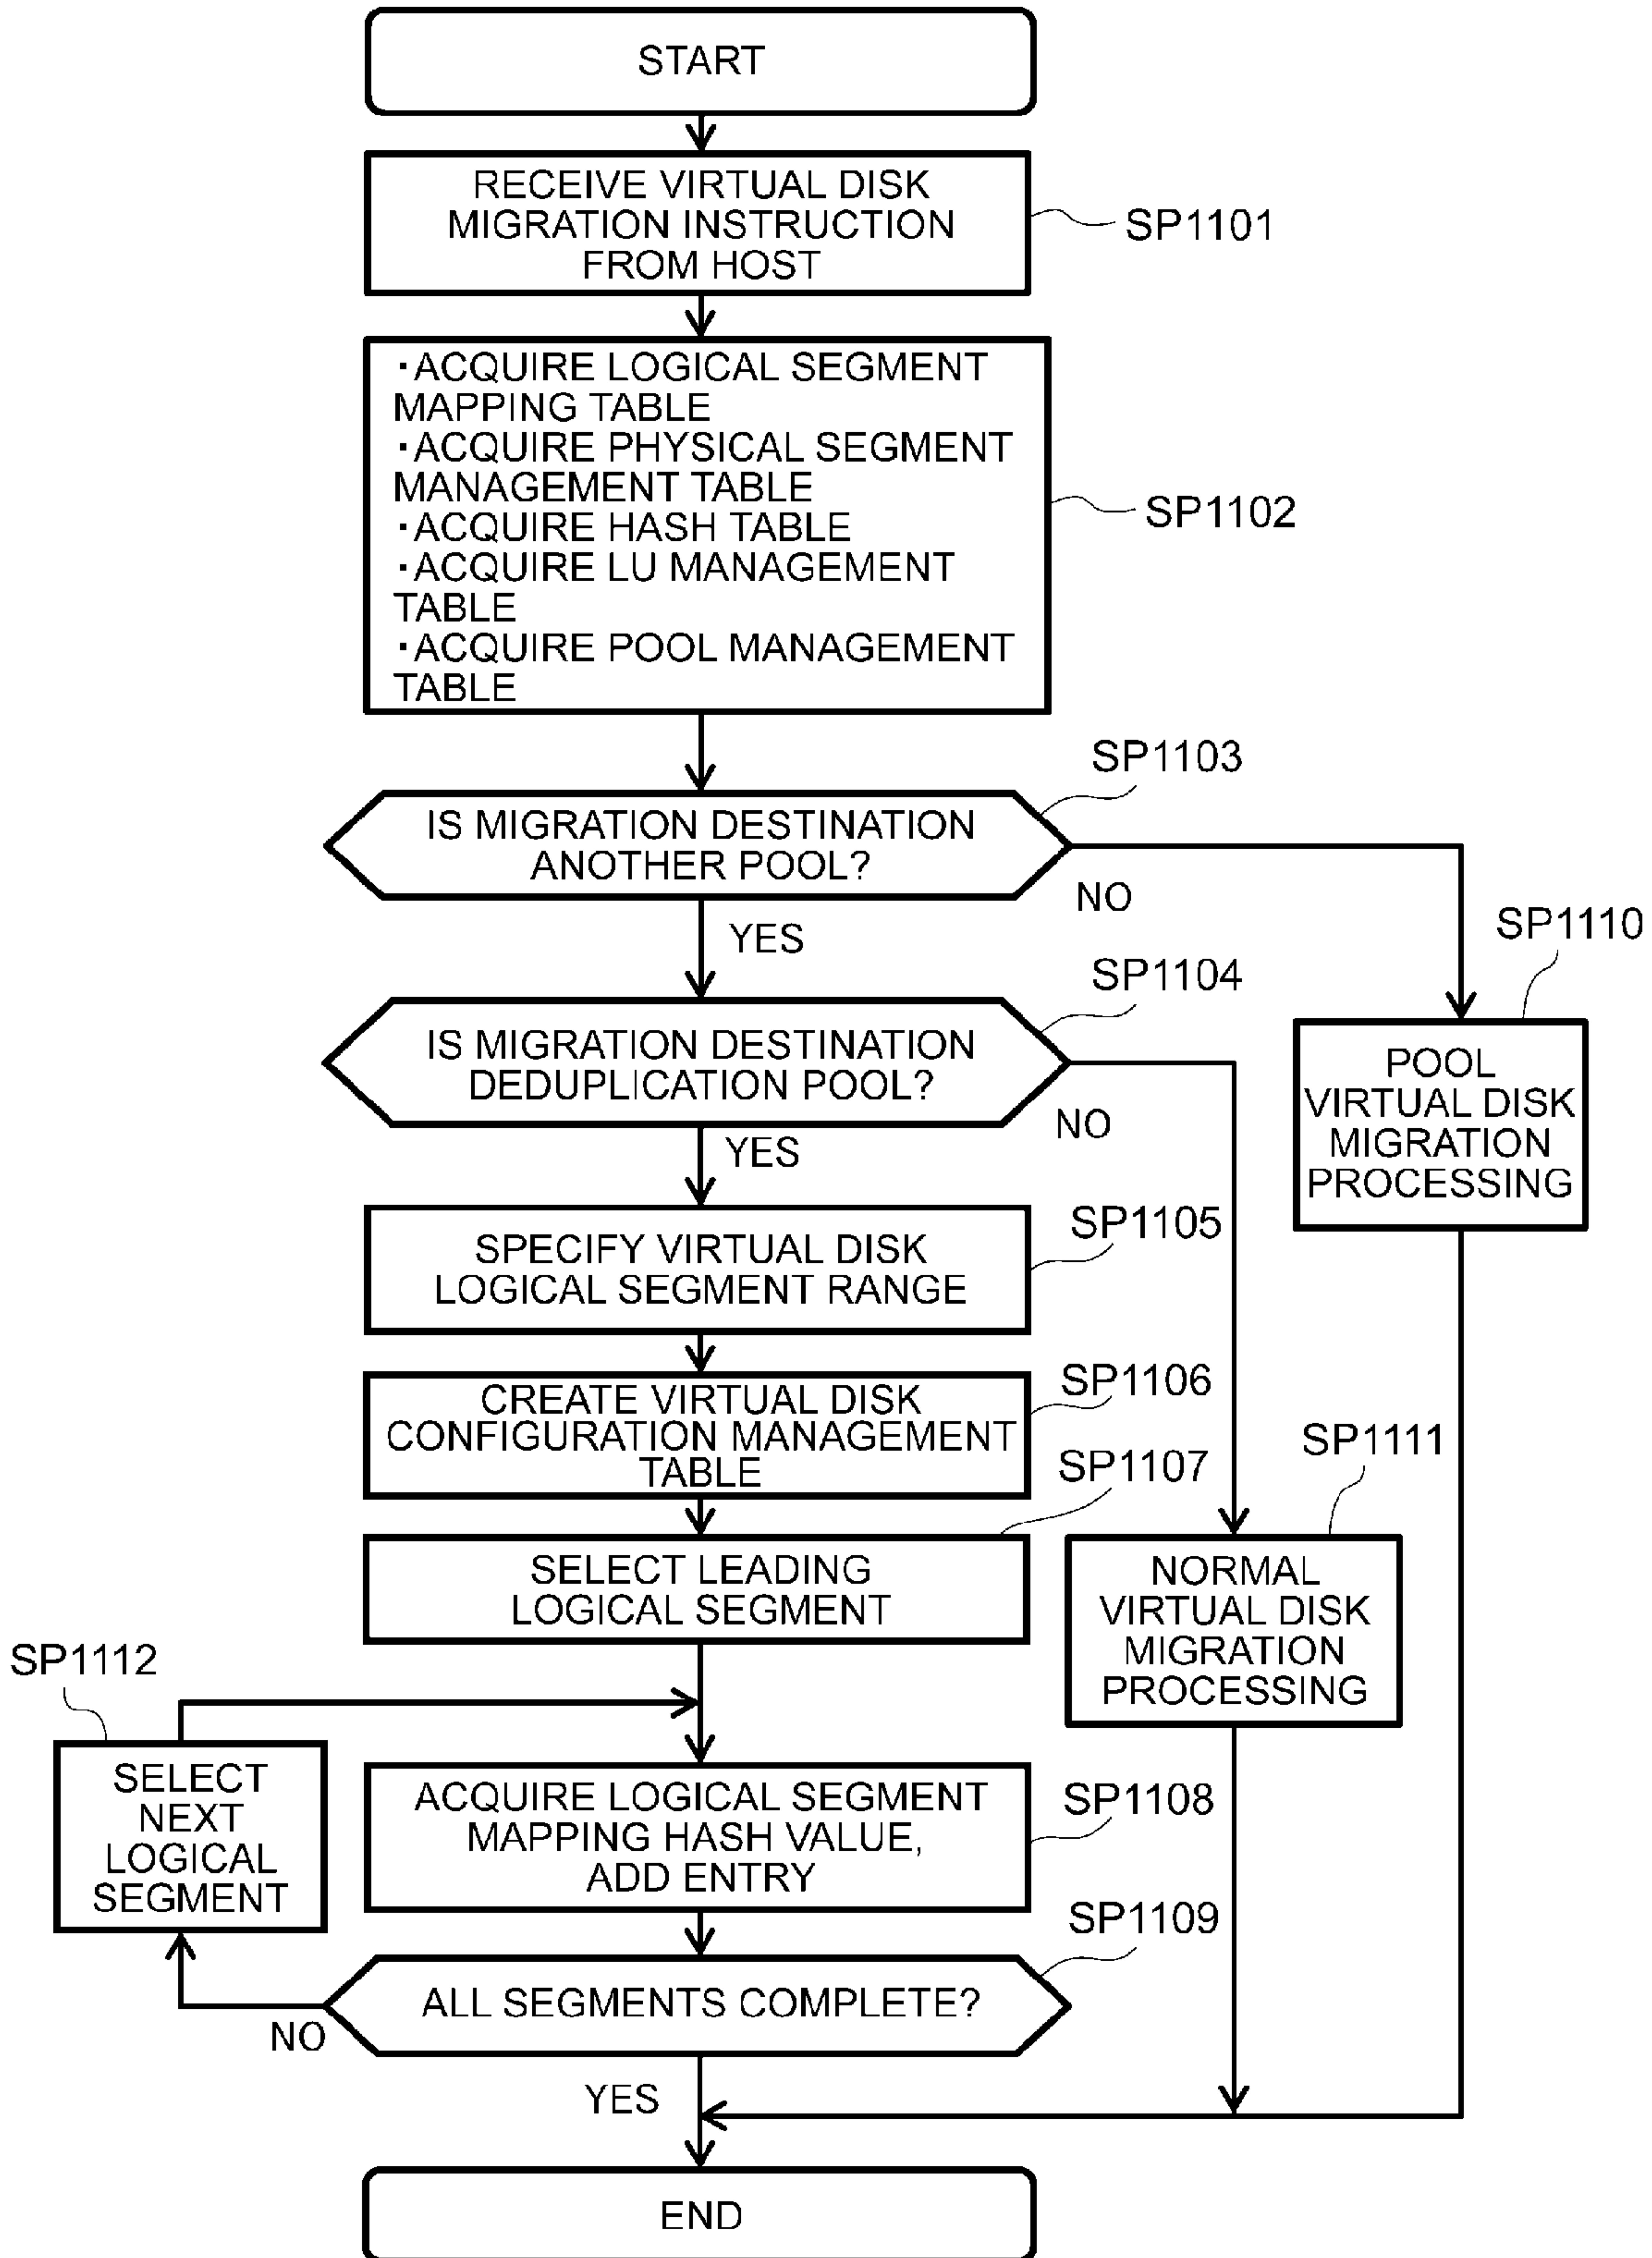 START
RECEIVE VIRTUAL DISK
MIGRATION INSTRUCTION
FROM HOST
SP1101
・ACQUIRE LOGICAL SEGMENT
MAPPING TABLE
・ACQUIRE PHYSICAL SEGMENT
MANAGEMENT TABLE
・ACQUIRE HASH TABLE
・ACQUIRE LU MANAGEMENT
TABLE
・ACQUIRE POOL MANAGEMENT
TABLE
SP1102
SP1103
IS MIGRATION DESTINATION
ANOTHER POOL?
NO
YES
SP1110
POOL
VIRTUAL DISK
MIGRATION
PROCESSING
SP1104
IS MIGRATION DESTINATION
DEDUPLICATION POOL?
NO
YES
SP1105
SPECIFY VIRTUAL DISK
LOGICAL SEGMENT RANGE
SP1106
CREATE VIRTUAL DISK
CONFIGURATION MANAGEMENT
TABLE
SP1107
SELECT LEADING
LOGICAL SEGMENT
SP1111
NORMAL
VIRTUAL DISK
MIGRATION
PROCESSING
SP1112
SELECT
NEXT
LOGICAL
SEGMENT
ACQUIRE LOGICAL SEGMENT
MAPPING HASH VALUE,
ADD ENTRY
SP1108
SP1109
ALL SEGMENTS COMPLETE?
NO
YES
END